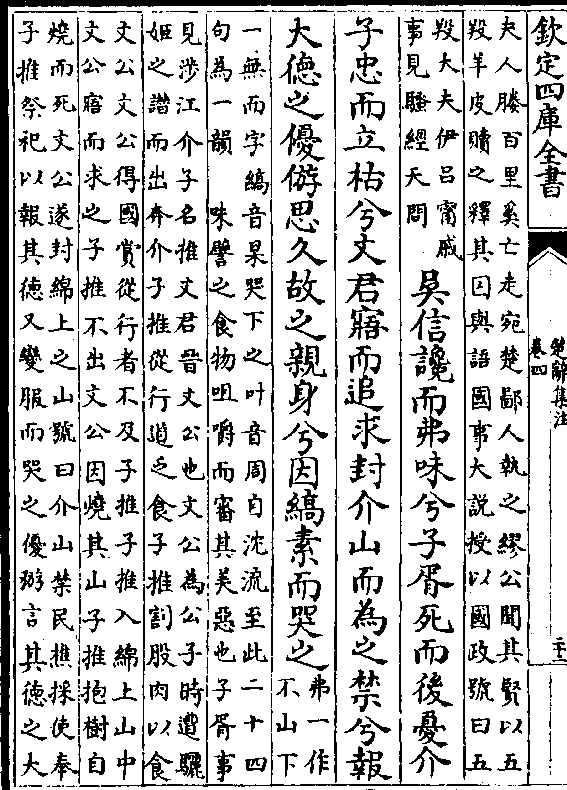 欽定四庫全書
楚辭集注
卷四
二十二
夫人媵百里奚亡走宛楚鄙人執之繆公聞其賢以五
羖羊皮贖之釋其囚與語國事大說授以國政號曰五
羖大夫伊呂甯戚
事見騷經天問
吳信讒而弗味兮子胥死而後憂介
子忠而立枯兮文君寤而追求封介山而為之禁兮報
大德之優游思久故之親身兮因縞素而哭之
弗一作
不山下
一無而字縞音杲哭下之叶音周自沈流至此二十四
句為一韻 味譬之食物咀嚼而審其美惡也子胥事
見涉江介子名推文君晉文公也文公為公子時遭驪
姬之譖而出奔介子推從行道乏食子推割股肉以食
文公文公得國賞從行者不及子推子推入綿上山中
文公寤而求之子推不出文公因燒其山子推抱樹自
燒而死文公遂封綿上之山號曰介山禁民樵採使奉
子推祭祀以報其德又變服而哭之優游言其德之大